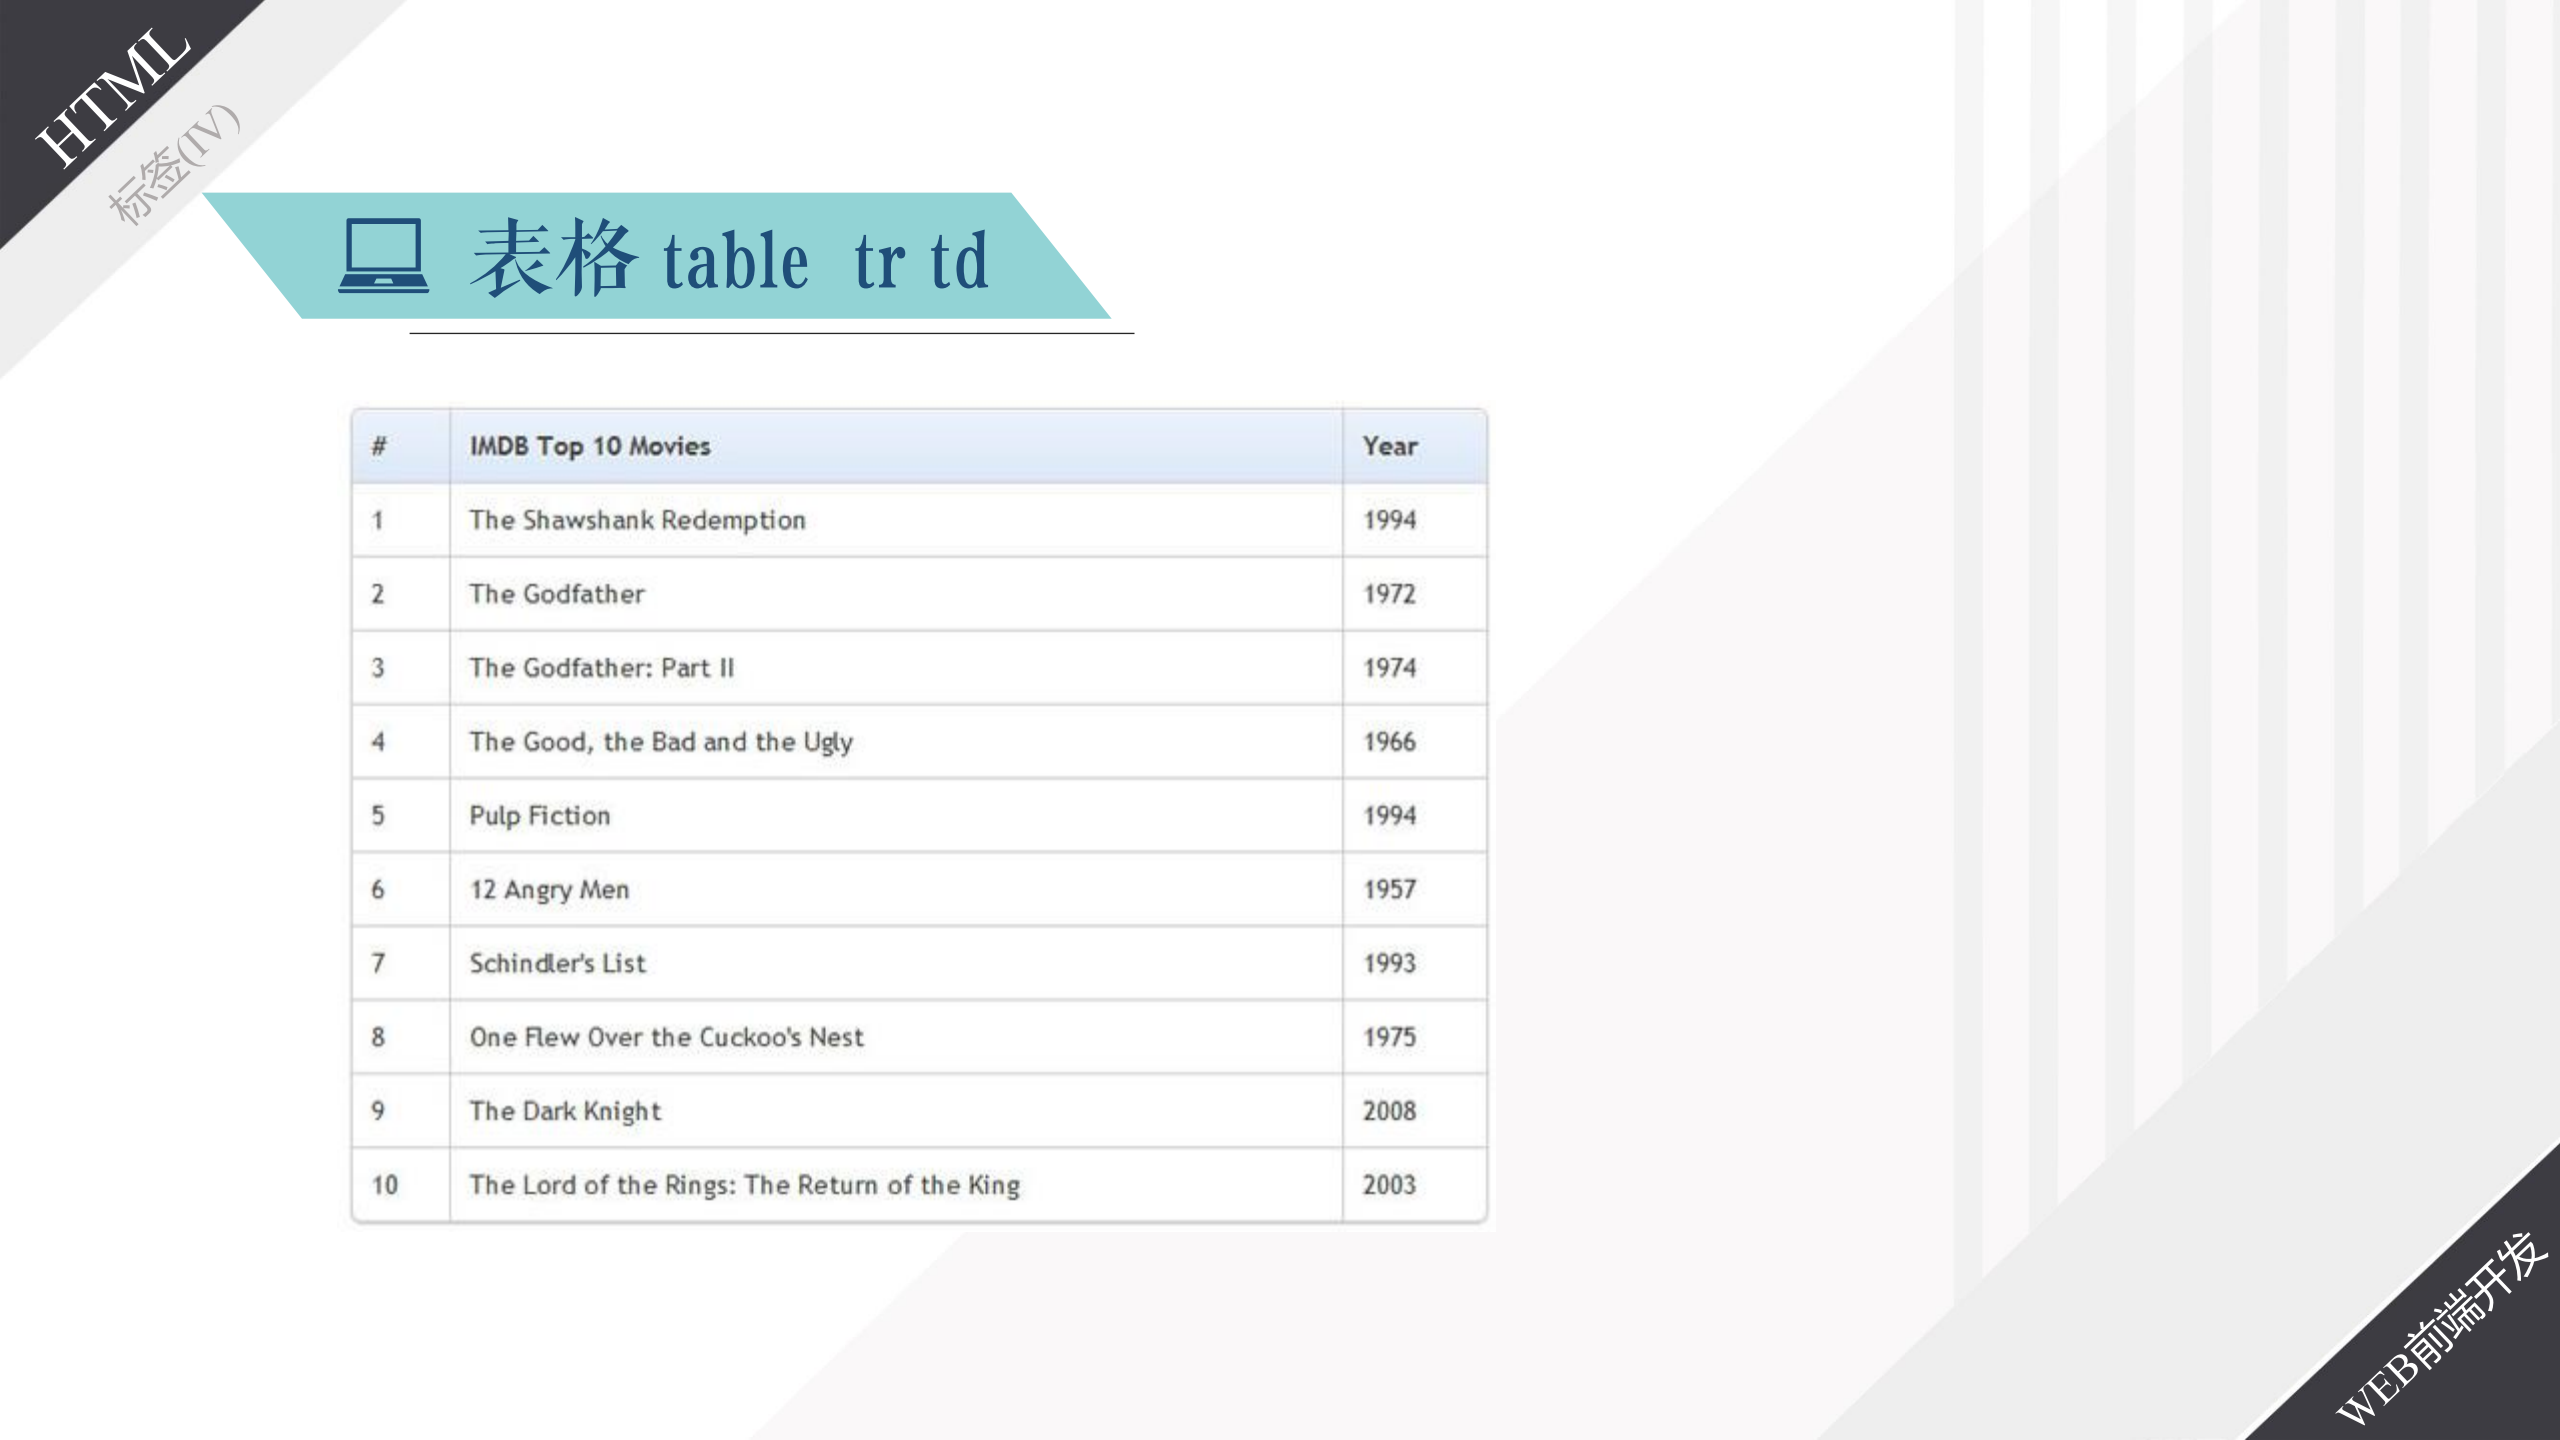 HTML
标签(IV)
表格 table tr td
# IMDB Top 10 Movies Year
1 The Shawshank Redemption 1994
2 The Godfather 1972
3 The Godfather: Part II 1974
4 The Good, the Bad and the Ugly 1966
5 Pulp Fiction 1994
6 12 Angry Men 1957
7 Schindler's List 1993
8 One Flew Over the Cuckoo's Nest 1975
9 The Dark Knight 2008
10 The Lord of the Rings: The Return of the King 2003
WEB前端开发